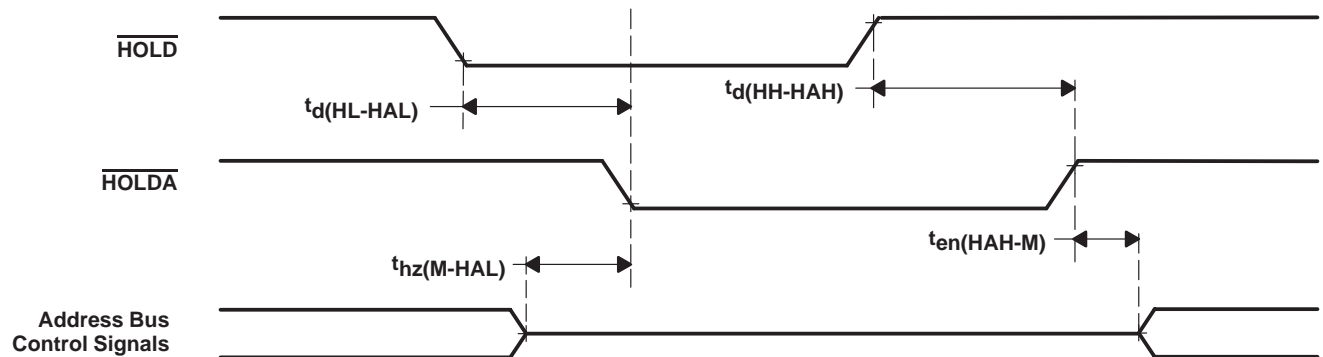 HOLD
td(HL-HAL)
td(HH-HAH)
HOLDA
thz(M-HAL)
ten(HAH-M)
Address Bus
Control Signals